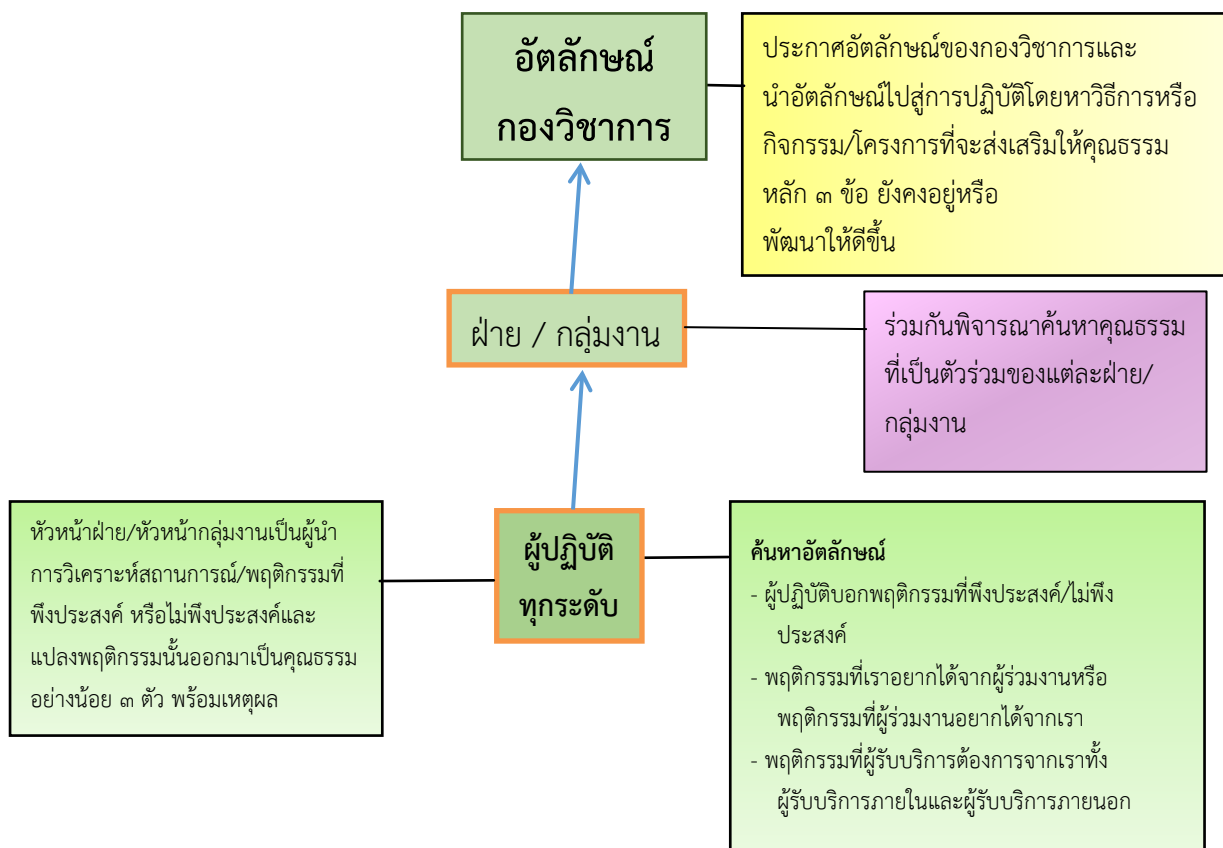 อัตลักษณ์
กองวิชาการ
ประกาศอัตลักษณ์ของกองวิชาการและ
นำอัตลักษณ์ไปสู่การปฏิบัติโดยหาวิธีการหรือ
กิจกรรม/โครงการที่จะส่งเสริมให้คุณธรรม
หลัก ๓ ข้อ ยังคงอยู่หรือ
พัฒนาให้ดีขึ้น
ฝ่าย / กลุ่มงาน
ร่วมกันพิจารณาค้นหาคุณธรรม
ที่เป็นตัวร่วมของแต่ละฝ่าย/
กลุ่มงาน
หัวหน้าฝ่าย/หัวหน้ากลุ่มงานเป็นผู้นำ
การวิเคราะห์สถานการณ์/พฤติกรรมที่
พึงประสงค์ หรือไม่พึงประสงค์และ
แปลงพฤติกรรมนั้นออกมาเป็นคุณธรรม
อย่างน้อย ๓ ตัว พร้อมเหตุผล
ผู้ปฏิบัติ
ทุกระดับ
ค้นหาอัตลักษณ์
- ผู้ปฏิบัติบอกพฤติกรรมที่พึงประสงค์/ไม่พึง
ประสงค์
- พฤติกรรมที่เราอยากได้จากผู้ร่วมงานหรือ
พฤติกรรมที่ผู้ร่วมงานอยากได้จากเรา
- พฤติกรรมที่ผู้รับบริการต้องการจากเราทั้ง
ผู้รับบริการภายในและผู้รับบริการภายนอก